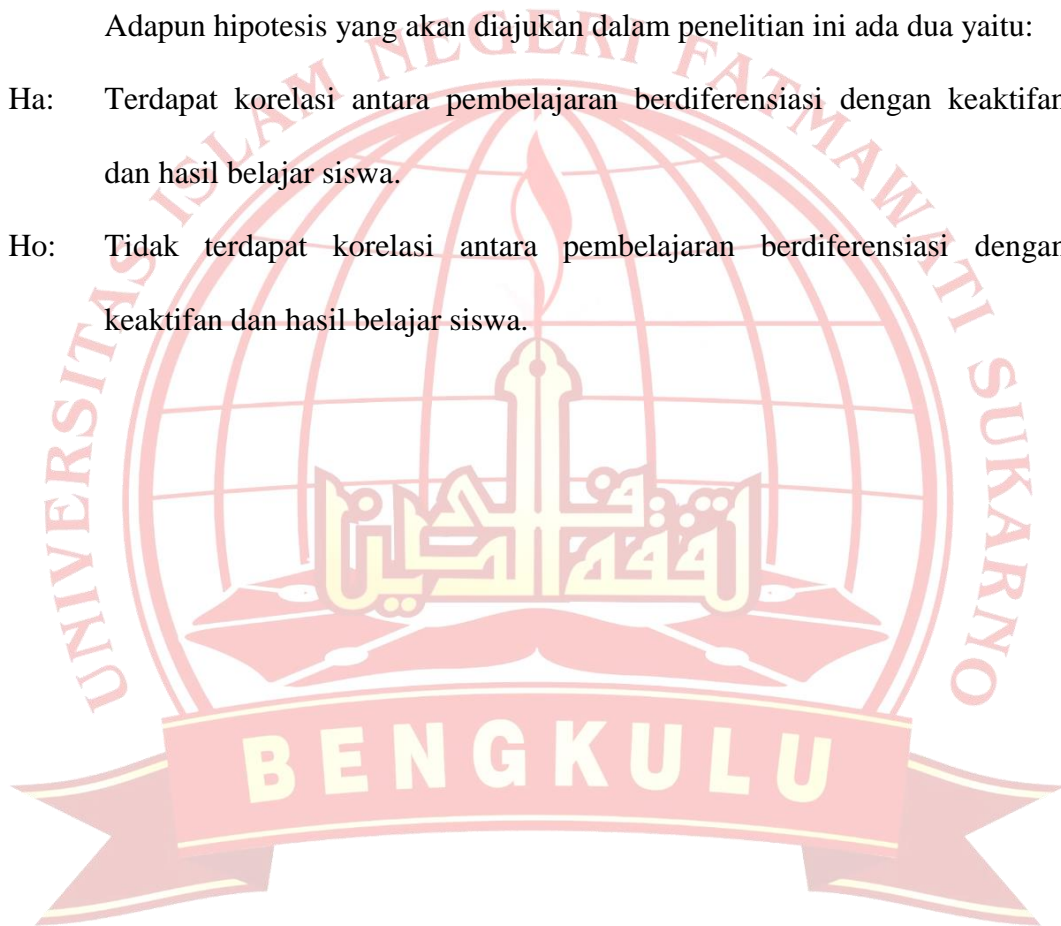 Adapun hipotesis yang akan diajukan dalam penelitian ini ada dua yaitu:
Ha: Terdapat korelasi antara pembelajaran berdiferensiasi dengan keaktifan
dan hasil belajar siswa.
Ho: Tidak terdapat korelasi antara pembelajaran berdiferensiasi dengan
keaktifan dan hasil belajar siswa.
UNIVERSITAS ISLAM NEGERI FATMAWATI SUKARNO
BENGKULU